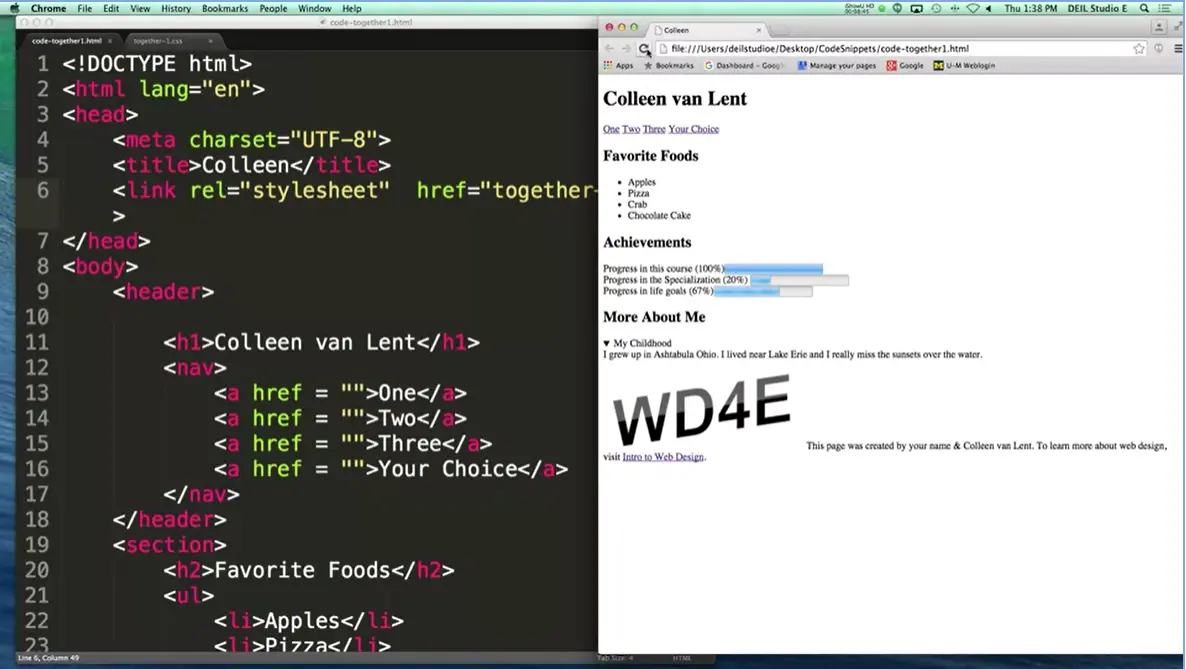 Chrome File Edit View History Bookmarks People Window Help Thu 1:38 PM DEIL Studio E
code-together1.html
code-together1.html × together-1.css ×
1 <!DOCTYPE html>
2 <html lang="en">
3 <head>
4 <meta charset="UTF-8">
5 <title>Colleen</title>
6 <link rel="stylesheet" href="together-
>
7 </head>
8 <body>
9 <header>
10
11 <h1>Colleen van Lent</h1>
12 <nav>
13 <a href = "">One</a>
14 <a href = "">Two</a>
15 <a href = "">Three</a>
16 <a href = "">Your Choice</a>
17 </nav>
18 </header>
19 <section>
20 <h2>Favorite Foods</h2>
21 <ul>
22 <li>Apples</li>
23 <li>Pizza</li>
Line 6, Column 49 Tab Size: 4 HTML
Colleen ×
file:///Users/deilstudioe/Desktop/CodeSnippets/code-together1.html
Apps Bookmarks Dashboard - Goog Manage your pages Google U-M Weblogin
Colleen van Lent
One Two Three Your Choice
Favorite Foods
• Apples
• Pizza
• Crab
• Chocolate Cake
Achievements
Progress in this course (100%)
Progress in the Specialization (20%)
Progress in life goals (67%)
More About Me
▼ My Childhood
I grew up in Ashtabula Ohio. I lived near Lake Erie and I really miss the sunsets over the water.
WD4E
This page was created by your name & Colleen van Lent. To learn more about web design,
visit Intro to Web Design.